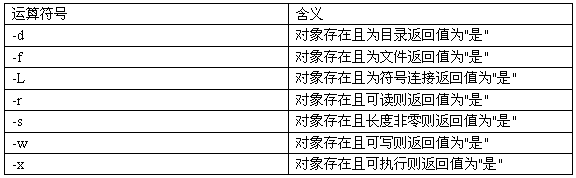 运算符号 含义
-d 对象存在且为目录返回值为"是"
-f 对象存在且为文件返回值为"是"
-L 对象存在且为符号连接返回值为"是"
-r 对象存在且可读则返回值为"是"
-s 对象存在且长度非零则返回值为"是"
-w 对象存在且可写则返回值为"是"
-x 对象存在且可执行则返回值为"是"